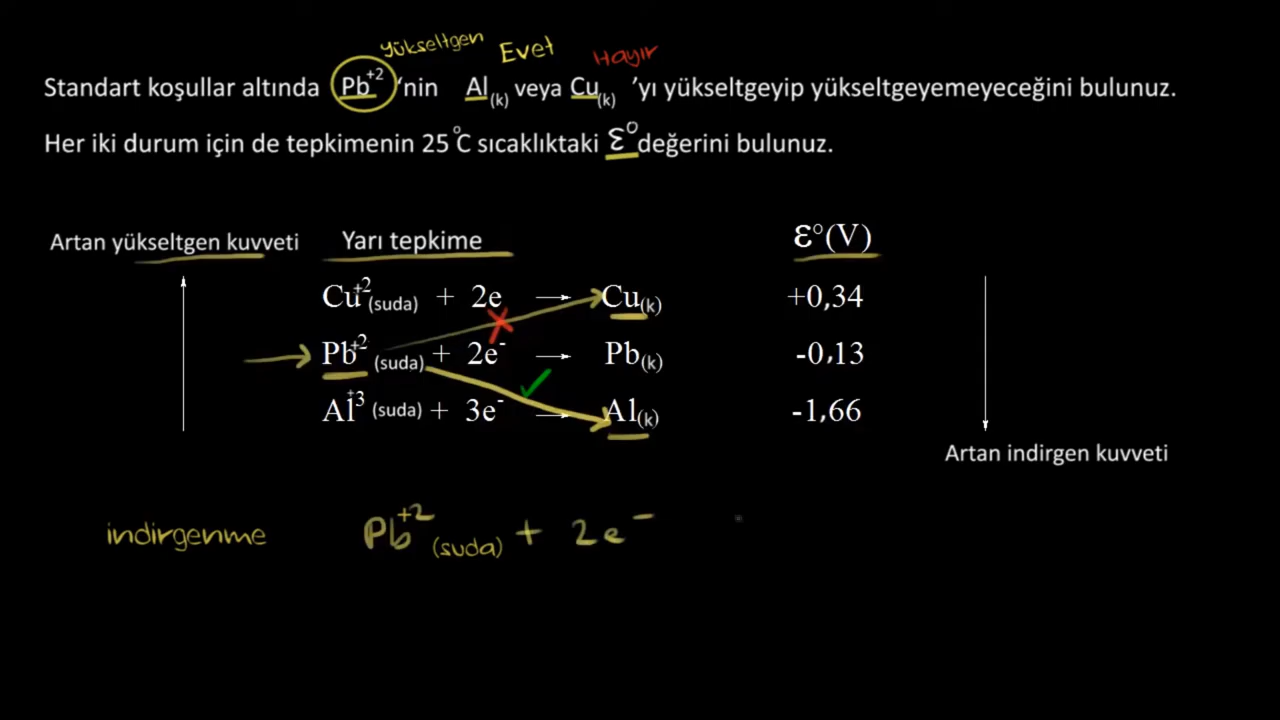 yükseltgen Evet Hayır
Standart koşullar altında Pb+2 'nin Al(k) veya Cu(k) 'yı yükseltgeyip yükseltgeyemeyeceğini bulunuz.
Her iki durum için de tepkimenin 25°C sıcaklıktaki Ɛ° değerini bulunuz.
Artan yükseltgen kuvveti Yarı tepkime Ɛ°(V)
Cu+2(suda) + 2e → Cu(k) +0,34
Pb+2(suda) + 2e- → Pb(k) -0,13
Al+3(suda) + 3e- → Al(k) -1,66
Artan indirgen kuvveti
indirgenme Pb+2(suda) + 2e-